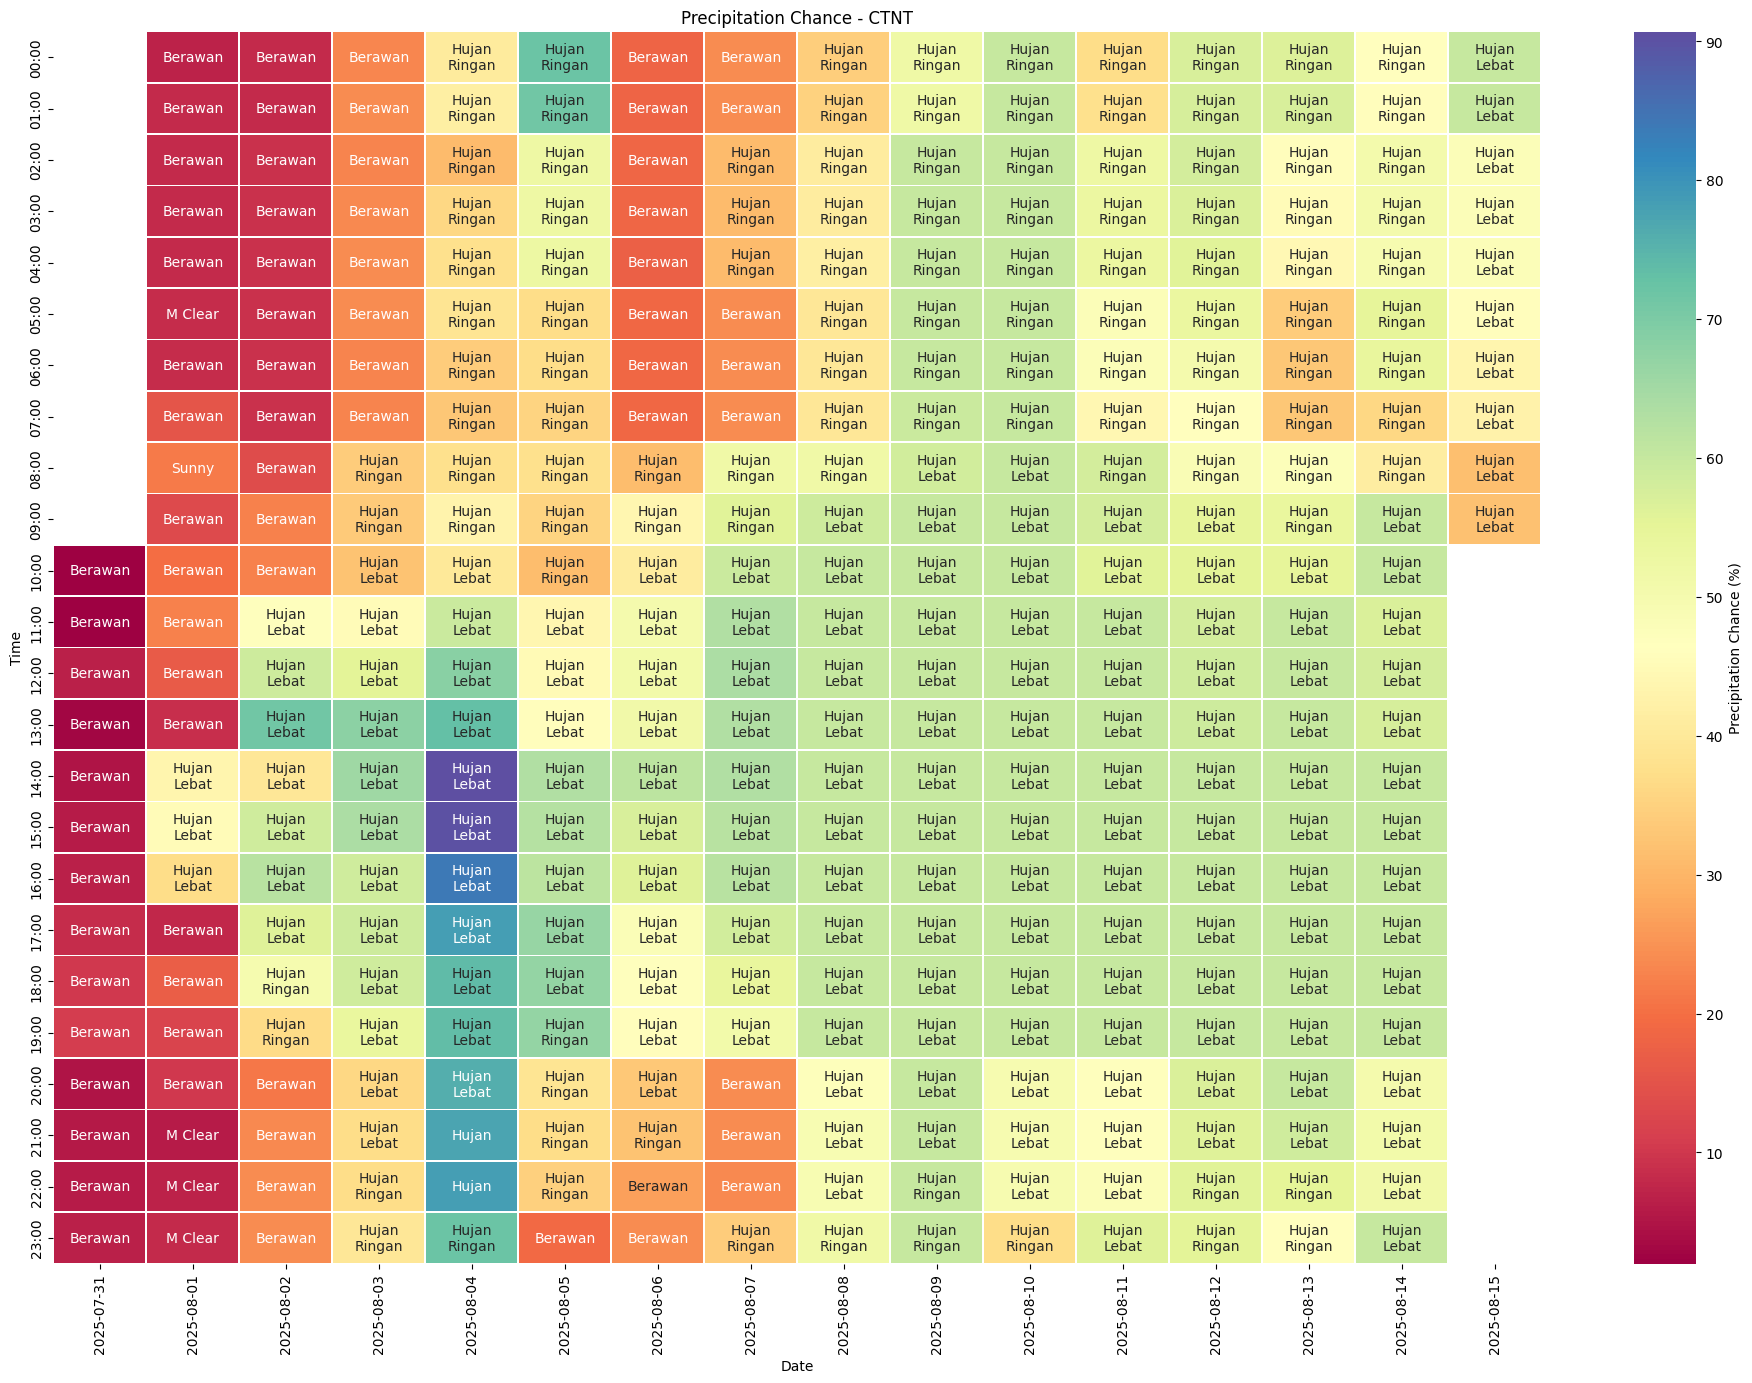 Precipitation Chance - CTNT
00:00 Berawan Berawan Berawan Hujan Ringan Hujan Ringan Berawan Berawan Hujan Ringan Hujan Ringan Hujan Ringan Hujan Ringan Hujan Ringan Hujan Ringan Hujan Ringan Hujan Lebat
01:00 Berawan Berawan Berawan Hujan Ringan Hujan Ringan Berawan Berawan Hujan Ringan Hujan Ringan Hujan Ringan Hujan Ringan Hujan Ringan Hujan Ringan Hujan Ringan Hujan Lebat
02:00 Berawan Berawan Berawan Hujan Ringan Hujan Ringan Berawan Hujan Ringan Hujan Ringan Hujan Ringan Hujan Ringan Hujan Ringan Hujan Ringan Hujan Ringan Hujan Ringan Hujan Lebat
03:00 Berawan Berawan Berawan Hujan Ringan Hujan Ringan Berawan Hujan Ringan Hujan Ringan Hujan Ringan Hujan Ringan Hujan Ringan Hujan Ringan Hujan Ringan Hujan Ringan Hujan Lebat
04:00 Berawan Berawan Berawan Hujan Ringan Hujan Ringan Berawan Hujan Ringan Hujan Ringan Hujan Ringan Hujan Ringan Hujan Ringan Hujan Ringan Hujan Ringan Hujan Ringan Hujan Lebat
05:00 M Clear Berawan Berawan Hujan Ringan Hujan Ringan Berawan Berawan Hujan Ringan Hujan Ringan Hujan Ringan Hujan Ringan Hujan Ringan Hujan Ringan Hujan Ringan Hujan Lebat
06:00 Berawan Berawan Berawan Hujan Ringan Hujan Ringan Berawan Berawan Hujan Ringan Hujan Ringan Hujan Ringan Hujan Ringan Hujan Ringan Hujan Ringan Hujan Ringan Hujan Lebat
07:00 Berawan Berawan Berawan Hujan Ringan Hujan Ringan Berawan Berawan Hujan Ringan Hujan Ringan Hujan Ringan Hujan Ringan Hujan Ringan Hujan Ringan Hujan Ringan Hujan Lebat
08:00 Sunny Berawan Hujan Ringan Hujan Ringan Hujan Ringan Hujan Ringan Hujan Ringan Hujan Ringan Hujan Lebat Hujan Lebat Hujan Ringan Hujan Ringan Hujan Ringan Hujan Ringan Hujan Lebat
09:00 Berawan Berawan Hujan Ringan Hujan Ringan Hujan Ringan Hujan Ringan Hujan Ringan Hujan Lebat Hujan Lebat Hujan Lebat Hujan Lebat Hujan Lebat Hujan Ringan Hujan Lebat Hujan Lebat
10:00 Berawan Berawan Berawan Hujan Lebat Hujan Lebat Hujan Ringan Hujan Lebat Hujan Lebat Hujan Lebat Hujan Lebat Hujan Lebat Hujan Lebat Hujan Lebat Hujan Lebat Hujan Lebat
11:00 Berawan Berawan Hujan Lebat Hujan Lebat Hujan Lebat Hujan Lebat Hujan Lebat Hujan Lebat Hujan Lebat Hujan Lebat Hujan Lebat Hujan Lebat Hujan Lebat Hujan Lebat Hujan Lebat
12:00 Berawan Berawan Hujan Lebat Hujan Lebat Hujan Lebat Hujan Lebat Hujan Lebat Hujan Lebat Hujan Lebat Hujan Lebat Hujan Lebat Hujan Lebat Hujan Lebat Hujan Lebat Hujan Lebat
13:00 Berawan Berawan Hujan Lebat Hujan Lebat Hujan Lebat Hujan Lebat Hujan Lebat Hujan Lebat Hujan Lebat Hujan Lebat Hujan Lebat Hujan Lebat Hujan Lebat Hujan Lebat Hujan Lebat
14:00 Berawan Hujan Lebat Hujan Lebat Hujan Lebat Hujan Lebat Hujan Lebat Hujan Lebat Hujan Lebat Hujan Lebat Hujan Lebat Hujan Lebat Hujan Lebat Hujan Lebat Hujan Lebat Hujan Lebat
15:00 Berawan Hujan Lebat Hujan Lebat Hujan Lebat Hujan Lebat Hujan Lebat Hujan Lebat Hujan Lebat Hujan Lebat Hujan Lebat Hujan Lebat Hujan Lebat Hujan Lebat Hujan Lebat Hujan Lebat
16:00 Berawan Hujan Lebat Hujan Lebat Hujan Lebat Hujan Lebat Hujan Lebat Hujan Lebat Hujan Lebat Hujan Lebat Hujan Lebat Hujan Lebat Hujan Lebat Hujan Lebat Hujan Lebat Hujan Lebat
17:00 Berawan Berawan Hujan Lebat Hujan Lebat Hujan Lebat Hujan Lebat Hujan Lebat Hujan Lebat Hujan Lebat Hujan Lebat Hujan Lebat Hujan Lebat Hujan Lebat Hujan Lebat Hujan Lebat
18:00 Berawan Berawan Hujan Ringan Hujan Lebat Hujan Lebat Hujan Lebat Hujan Lebat Hujan Lebat Hujan Lebat Hujan Lebat Hujan Lebat Hujan Lebat Hujan Lebat Hujan Lebat Hujan Lebat
19:00 Berawan Berawan Hujan Ringan Hujan Lebat Hujan Lebat Hujan Ringan Hujan Lebat Hujan Lebat Hujan Lebat Hujan Lebat Hujan Lebat Hujan Lebat Hujan Lebat Hujan Lebat Hujan Lebat
20:00 Berawan Berawan Berawan Hujan Lebat Hujan Lebat Hujan Ringan Hujan Lebat Berawan Hujan Lebat Hujan Lebat Hujan Lebat Hujan Lebat Hujan Lebat Hujan Lebat Hujan Lebat
21:00 Berawan M Clear Berawan Hujan Lebat Hujan Hujan Ringan Hujan Ringan Berawan Hujan Lebat Hujan Lebat Hujan Lebat Hujan Lebat Hujan Lebat Hujan Lebat Hujan Lebat
22:00 Berawan M Clear Berawan Hujan Ringan Hujan Hujan Ringan Berawan Berawan Hujan Lebat Hujan Ringan Hujan Lebat Hujan Lebat Hujan Ringan Hujan Ringan Hujan Lebat
23:00 Berawan M Clear Berawan Hujan Ringan Hujan Ringan Berawan Berawan Hujan Ringan Hujan Ringan Hujan Ringan Hujan Ringan Hujan Lebat Hujan Ringan Hujan Ringan Hujan Lebat
Time
2025-07-31 2025-08-01 2025-08-02 2025-08-03 2025-08-04 2025-08-05 2025-08-06 2025-08-07 2025-08-08 2025-08-09 2025-08-10 2025-08-11 2025-08-12 2025-08-13 2025-08-14 2025-08-15
Date
90
80
70
60
50
40
30
20
10
Precipitation Chance (%)